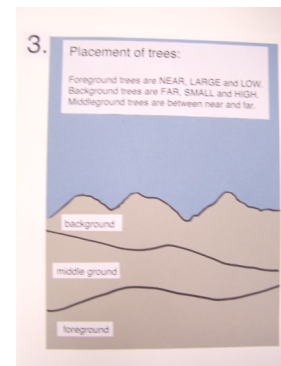 3.
Placement of trees:
Foreground trees are NEAR, LARGE and LOW.
Background trees are FAR, SMALL and HIGH.
Middleground trees are between near and far.
background
middle ground
foreground